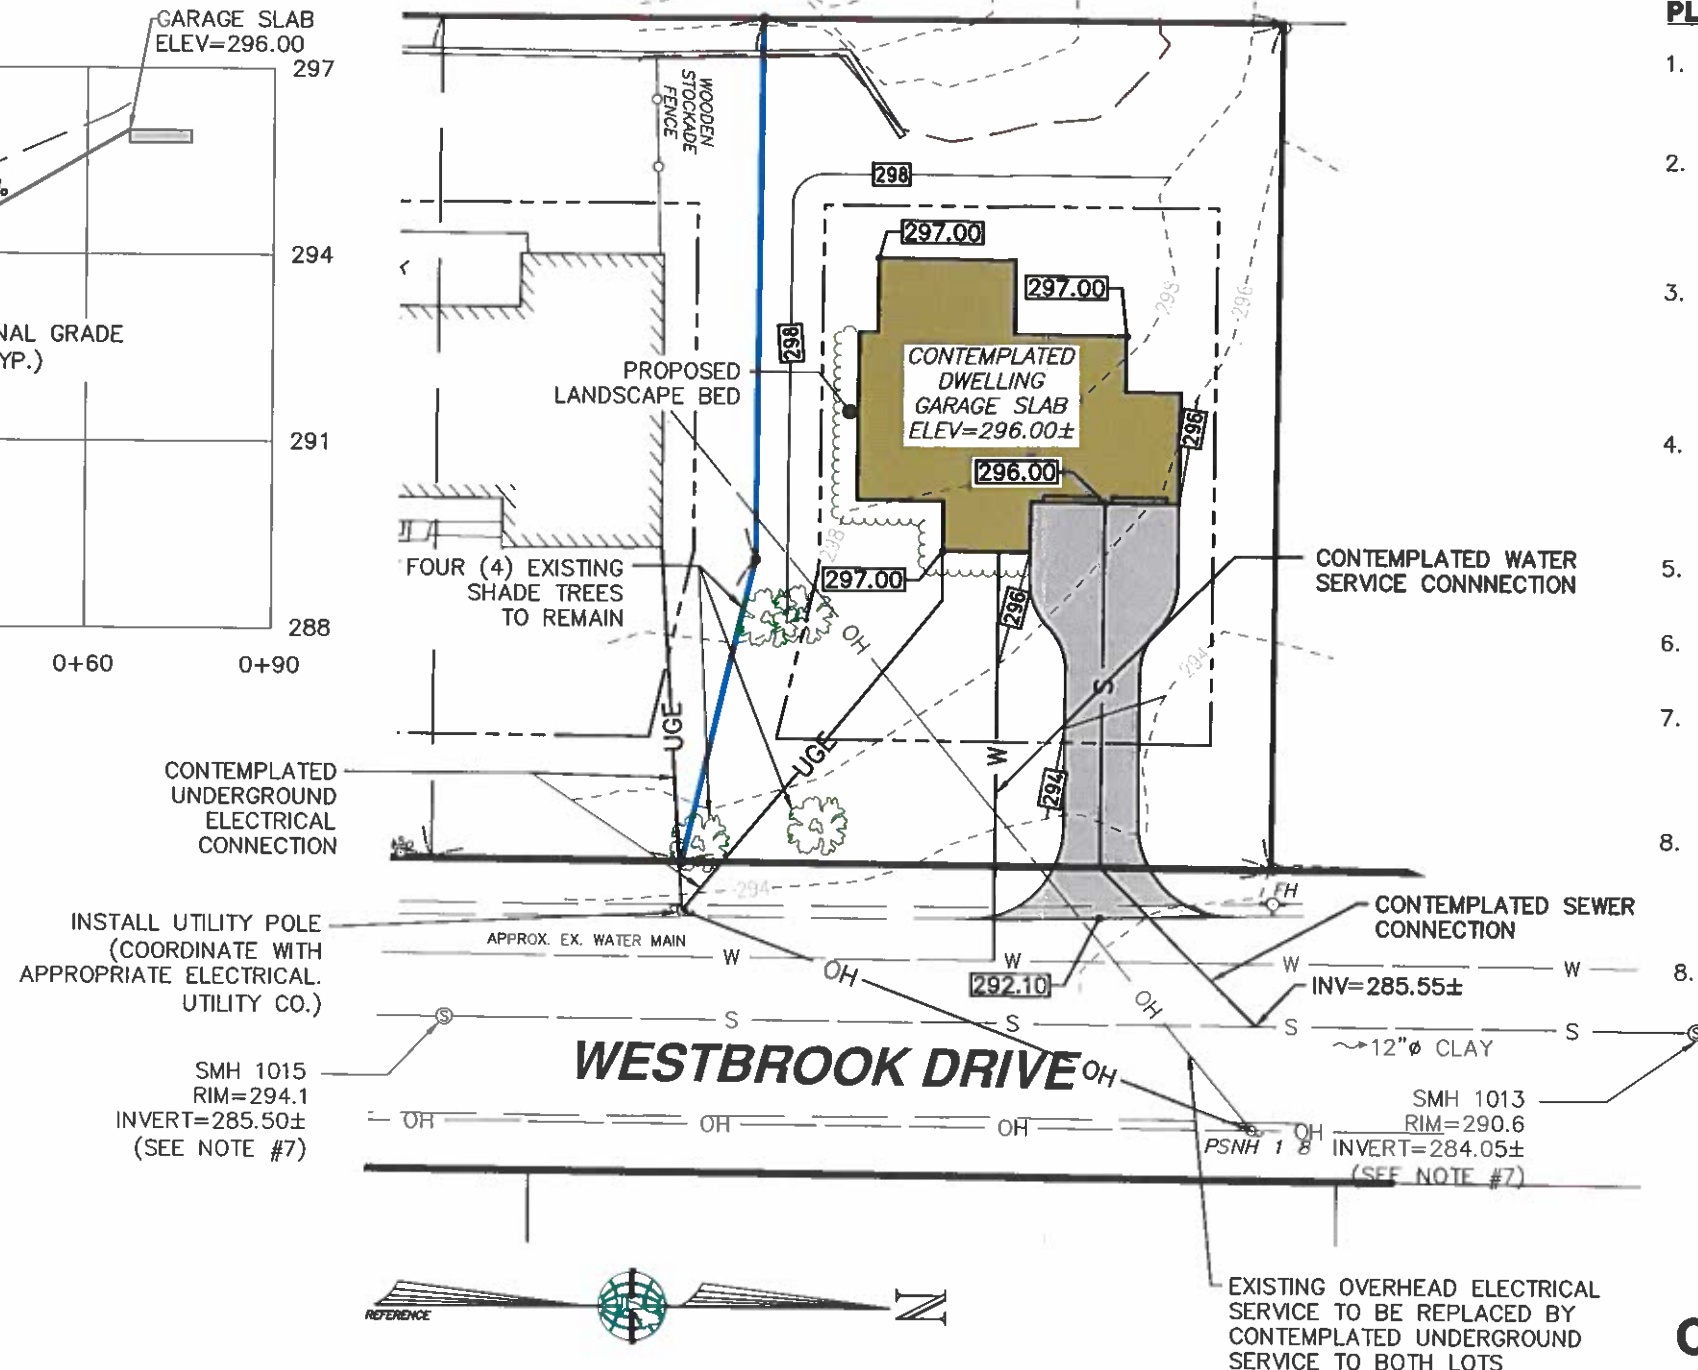 GARAGE SLAB
ELEV=296.00
297
294
NAL GRADE
YP.)
291
288
0+60
0+90
WOODEN
STOCKADE
FENCE
298
297.00
297.00
298
296
298
PROPOSED
LANDSCAPE BED
CONTEMPLATED
DWELLING
GARAGE SLAB
ELEV=296.00±
296
296.00
298
FOUR (4) EXISTING
SHADE TREES
TO REMAIN
297.00
296
OH
CONTEMPLATED WATER
SERVICE CONNNECTION
294
S
UGE
UGE
W
294
CONTEMPLATED
UNDERGROUND
ELECTRICAL
CONNECTION
294
FH
INSTALL UTILITY POLE
(COORDINATE WITH
APPROPRIATE ELECTRICAL.
UTILITY CO.)
APPROX. EX. WATER MAIN
CONTEMPLATED SEWER
CONNECTION
W W W W
OH
292.10
INV=285.55±
OH
S S S S S S
12"ø CLAY
WESTBROOK DRIVE
OH
SMH 1015
RIM=294.1
INVERT=285.50±
(SEE NOTE #7)
SMH 1013
RIM=290.6
INVERT=284.05±
(SEE NOTE #7)
OH OH OH OH
PSNH 1 8
REFERENCE
N
EXISTING OVERHEAD ELECTRICAL
SERVICE TO BE REPLACED BY
CONTEMPLATED UNDERGROUND
SERVICE TO BOTH LOTS
PL
1.
2.
3.
4.
5.
6.
7.
8.
8.